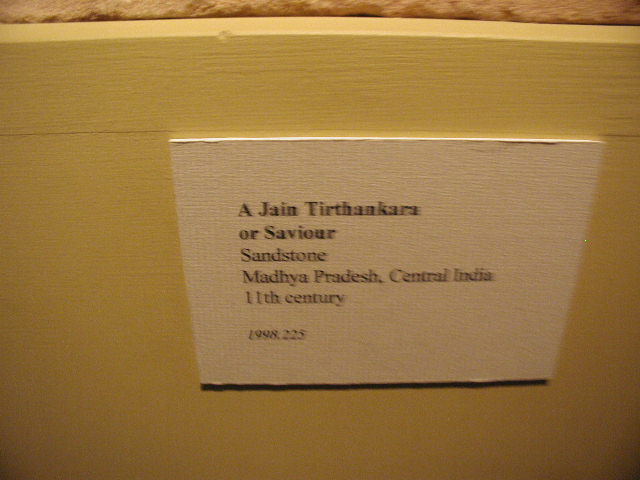 A Jain Tirthankara
or Saviour
Sandstone
Madhya Pradesh, Central India
11th century
1998.225